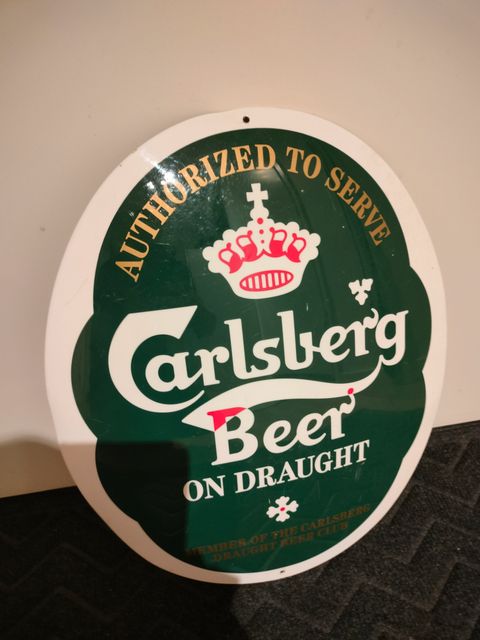 AUTHORIZED TO SERVE
Carlsberg
Beer
ON DRAUGHT
MEMBER OF THE CARLSBERG
DRAUGHT BEER CLUB